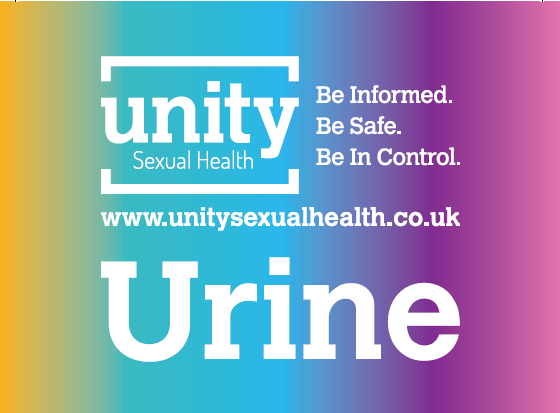 unity
Sexual Health
Be Informed.
Be Safe.
Be In Control.
www.unitysexualhealth.co.uk
Urine